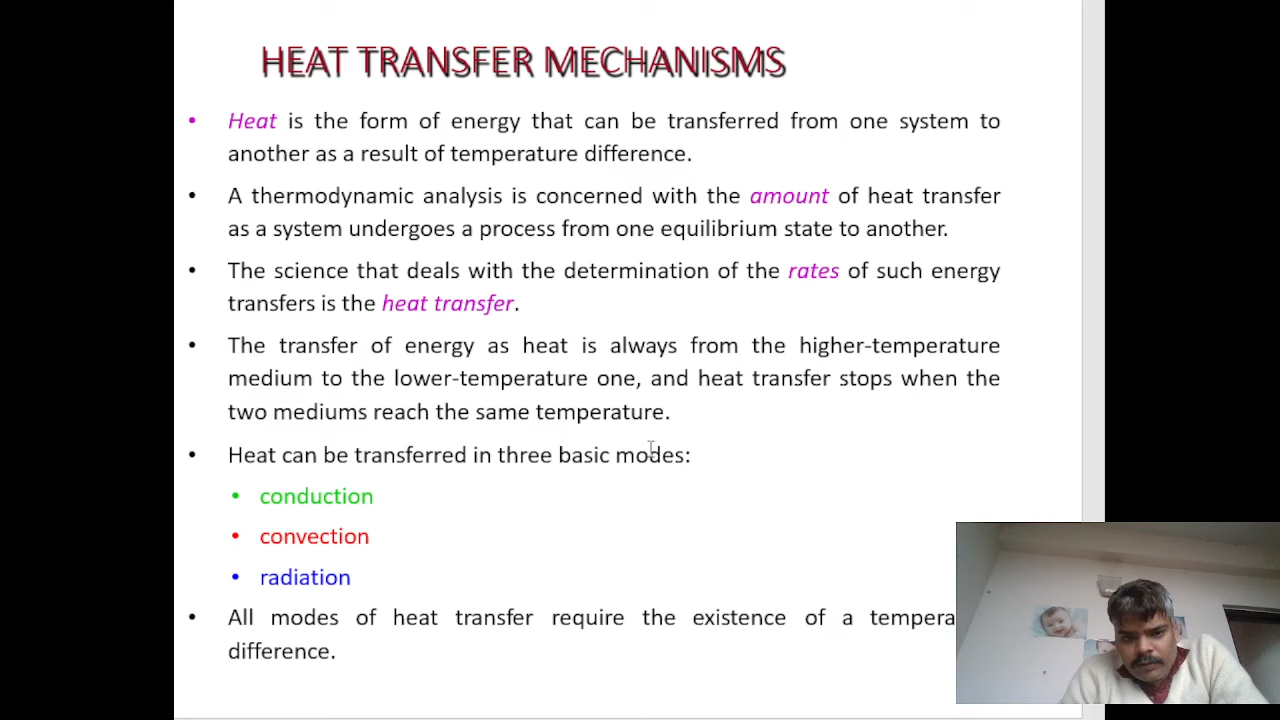 HEAT TRANSFER MECHANISMS
• Heat is the form of energy that can be transferred from one system to
another as a result of temperature difference.
• A thermodynamic analysis is concerned with the amount of heat transfer
as a system undergoes a process from one equilibrium state to another.
• The science that deals with the determination of the rates of such energy
transfers is the heat transfer.
• The transfer of energy as heat is always from the higher-temperature
medium to the lower-temperature one, and heat transfer stops when the
two mediums reach the same temperature.
• Heat can be transferred in three basic modes:
• conduction
• convection
• radiation
• All modes of heat transfer require the existence of a tempera
difference.